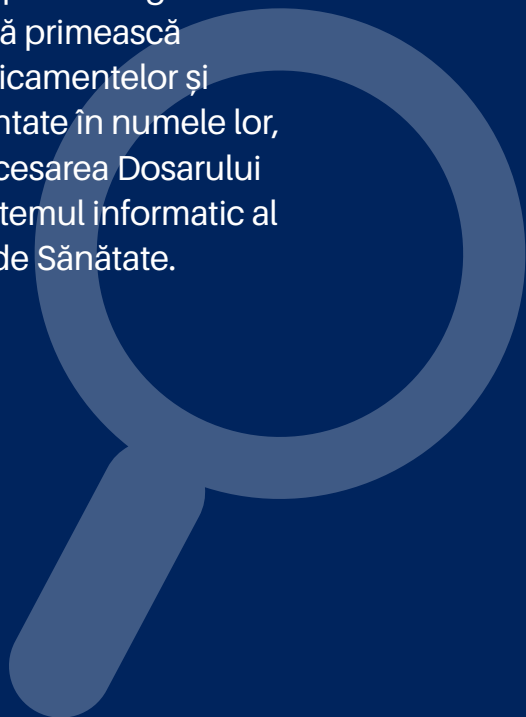 ă primească
icamentelor și
ntate în numele lor,
cesarea Dosarului
temul informatic al
de Sănătate.